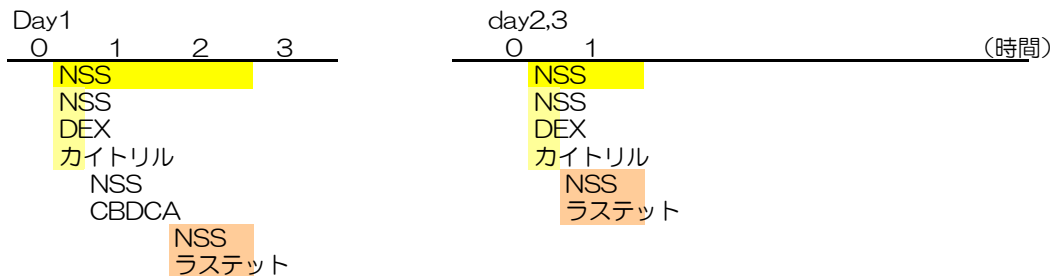 Day1
0 1 2 3
NSS
NSS
DEX
カイトリル
NSS
CBDCA
NSS
ラステット
day2,3
0 1 （時間）
NSS
NSS
DEX
カイトリル
NSS
ラステット